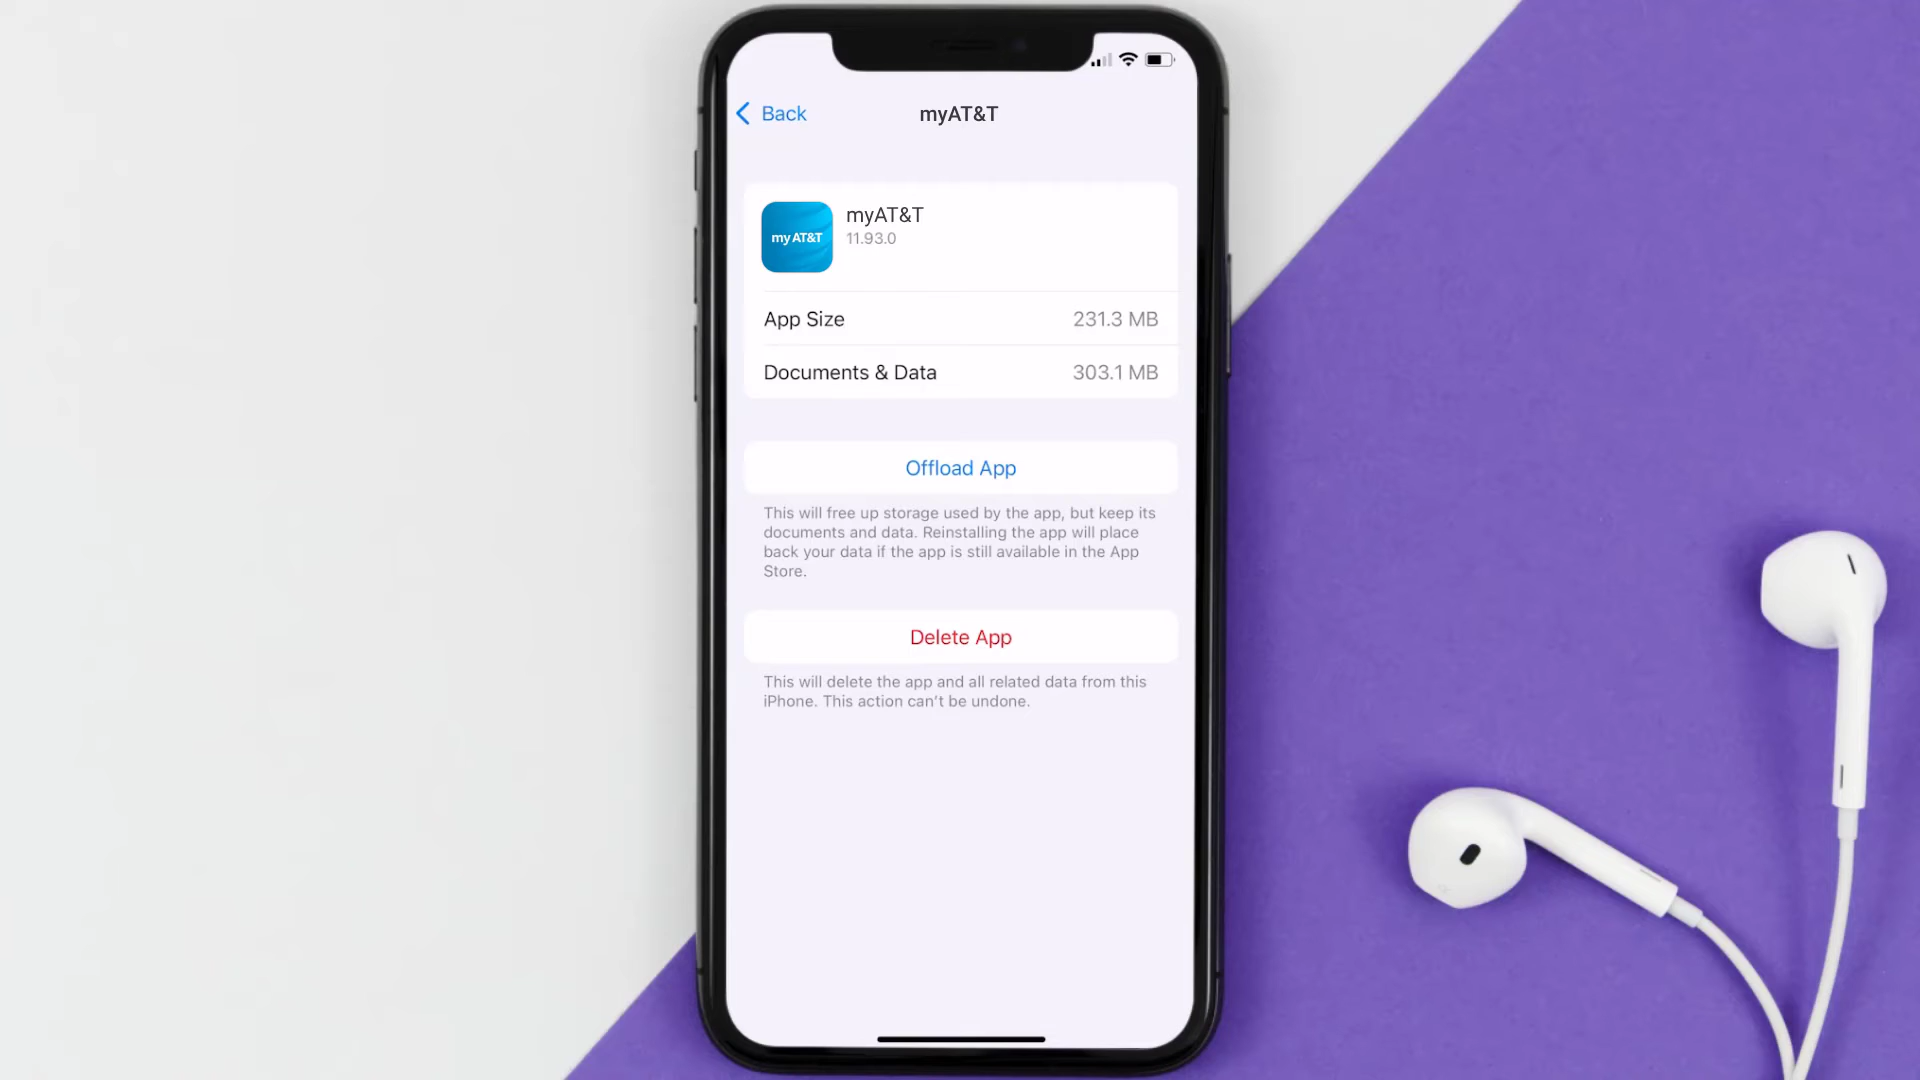 Back
myAT&T
my AT&T
myAT&T
11.93.0
App Size 231.3 MB
Documents & Data 303.1 MB
Offload App
This will free up storage used by the app, but keep its
documents and data. Reinstalling the app will place
back your data if the app is still available in the App
Store.
Delete App
This will delete the app and all related data from this
iPhone. This action can't be undone.